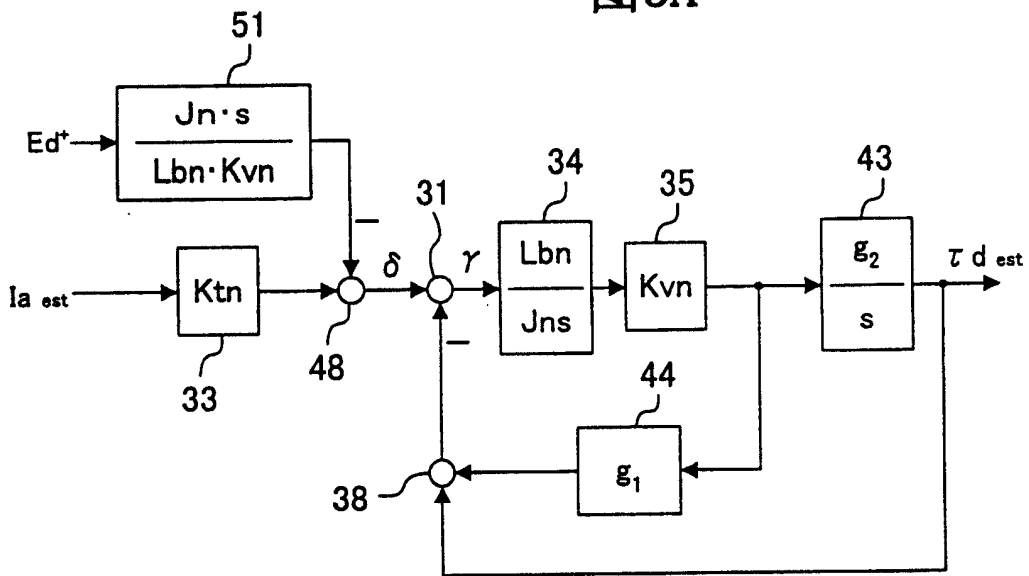 51
Jn·s
Lbn·Kvn
Ed⁺
−
Ia est
Ktn
33
48
δ
31
γ
−
34
Lbn
Jns
35
Kvn
43
g₂
s
τ d est
44
g₁
38